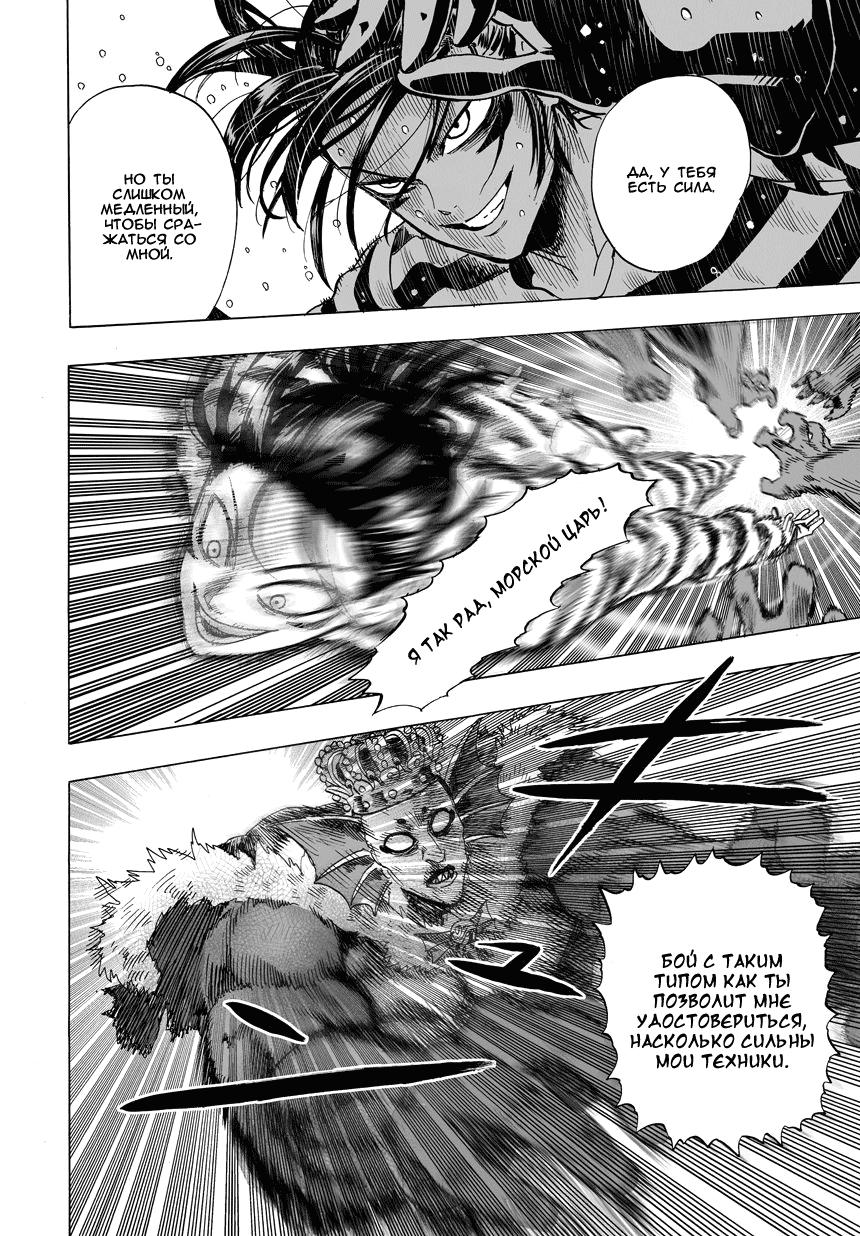 ДА, У ТЕБЯ
ЕСТЬ СИЛА.
НО ТЫ
СЛИШКОМ
МЕДЛЕННЫЙ,
ЧТОБЫ СРА-
ЖАТЬСЯ СО
МНОЙ.
Я ТАК РАД, МОРСКОЙ ЦАРЬ!
БОЙ С ТАКИМ
ТИПОМ КАК ТЫ
ПОЗВОЛИТ МНЕ
УДОСТОВЕРИТЬСЯ,
НАСКОЛЬКО СИЛЬНЫ
МОИ ТЕХНИКИ.